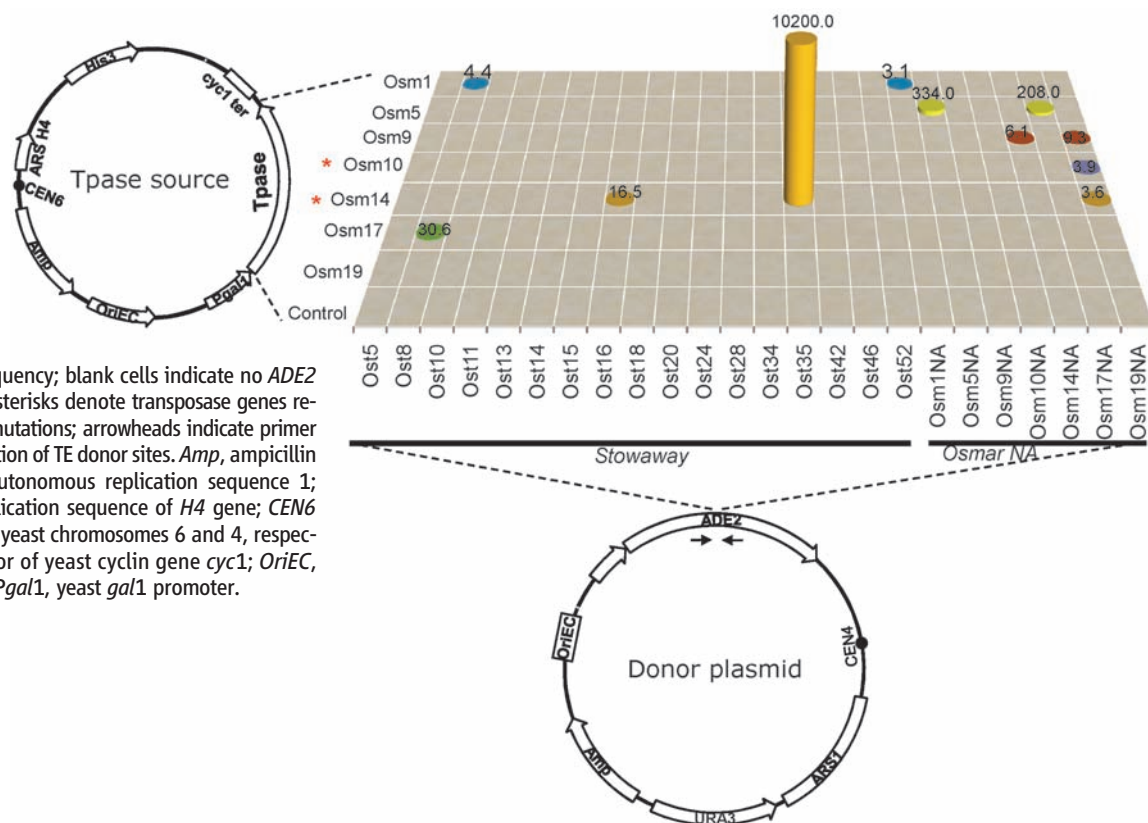 His3
cyc1 ter
ARS H4
CEN6
Tpase source
Tpase
Amp
OriEC
Pgal1
10200.0
Osm1
4.4
3.1
Osm5
334.0
208.0
Osm9
6.1
9.3
* Osm10
3.9
* Osm14
16.5
3.6
Osm17
30.6
Osm19
Control
Ost5
Ost8
Ost10
Ost11
Ost13
Ost14
Ost15
Ost16
Ost18
Ost20
Ost24
Ost28
Ost34
Ost35
Ost42
Ost46
Ost52
Osm1NA
Osm5NA
Osm9NA
Osm10NA
Osm14NA
Osm17NA
Osm19NA
Stowaway
Osmar NA
quency; blank cells indicate no ADE2
sterisks denote transposase genes re-
nutations; arrowheads indicate primer
tion of TE donor sites. Amp, ampicillin
utonomous replication sequence 1;
lication sequence of H4 gene; CEN6
yeast chromosomes 6 and 4, respec-
or of yeast cyclin gene cyc1; OriEC,
Pgal1, yeast gal1 promoter.
ADE2
OriEC
CEN4
Donor plasmid
Amp
ARS1
URA3